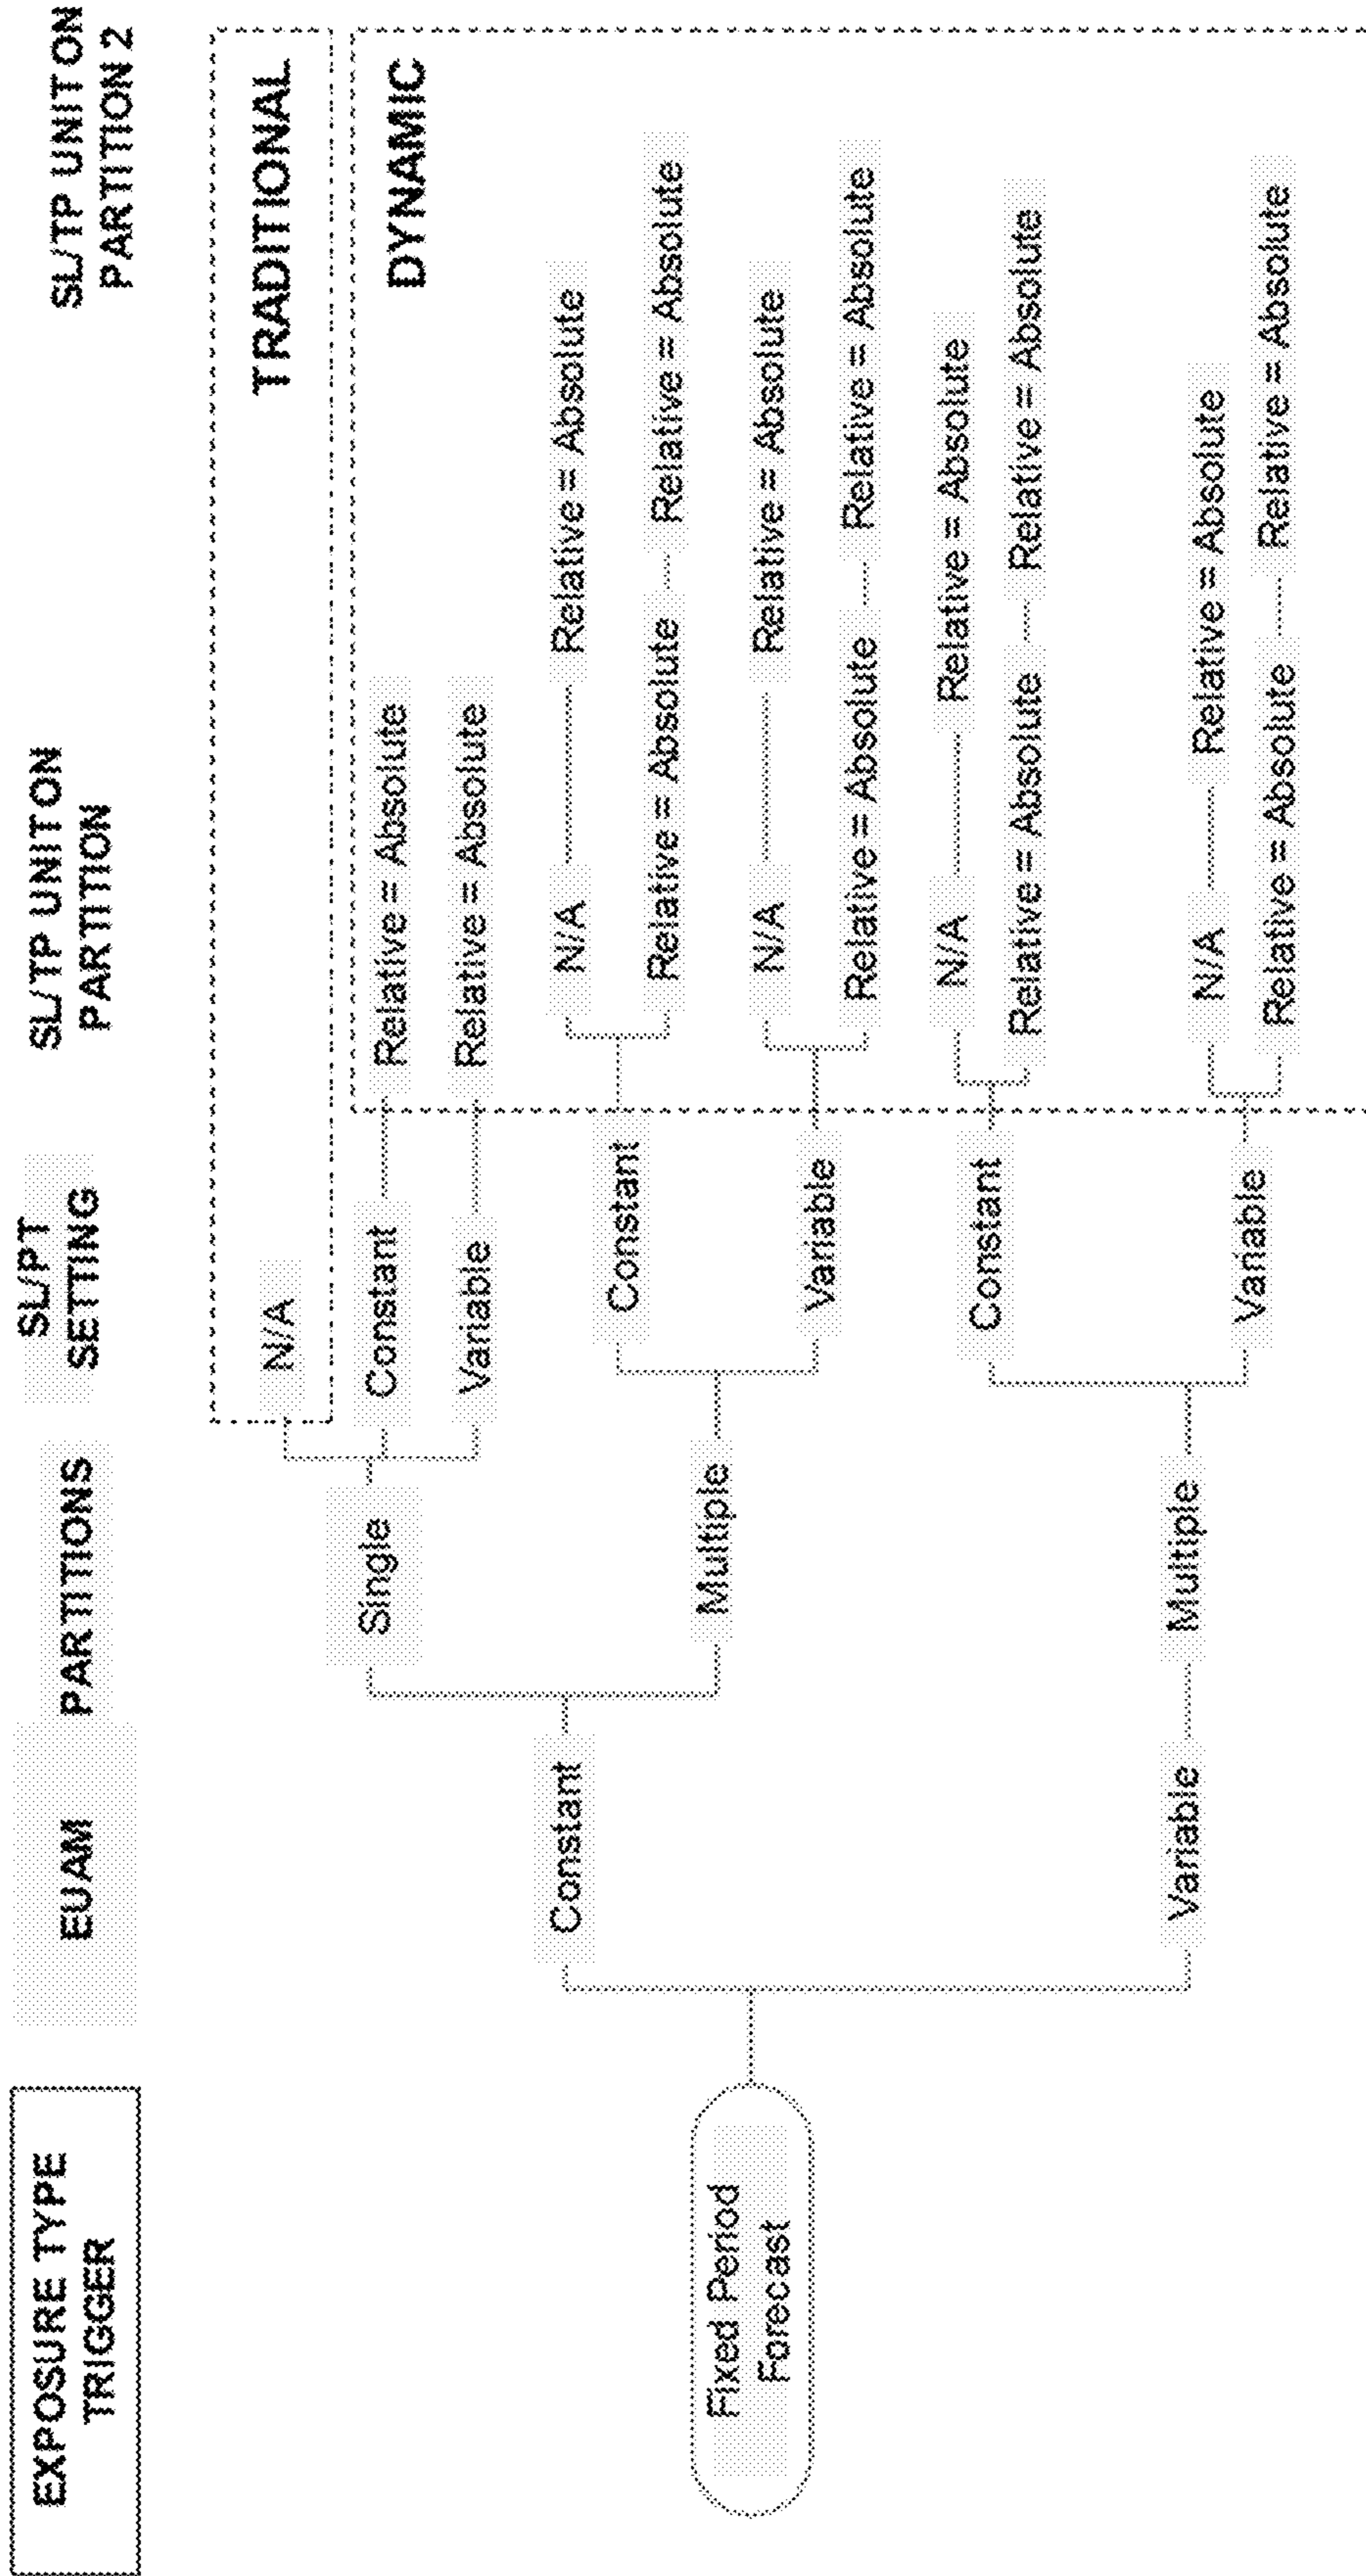 EXPOSURE TYPE
TRIGGER
EUAM
PARTITIONS
SL/PT
SETTING
SL/TP UNIT ON
PARTITION
SL/TP UNIT ON
PARTITION 2
TRADITIONAL
N/A
DYNAMIC
Single
Constant
Relative = Absolute
Variable
Relative = Absolute
Constant
Multiple
Constant
N/A
Relative = Absolute
Relative = Absolute
Relative = Absolute
Variable
N/A
Relative = Absolute
Relative = Absolute
Relative = Absolute
Fixed Period
Forecast
Variable
Multiple
Constant
N/A
Relative = Absolute
Relative = Absolute
Relative = Absolute
Variable
N/A
Relative = Absolute
Relative = Absolute
Relative = Absolute